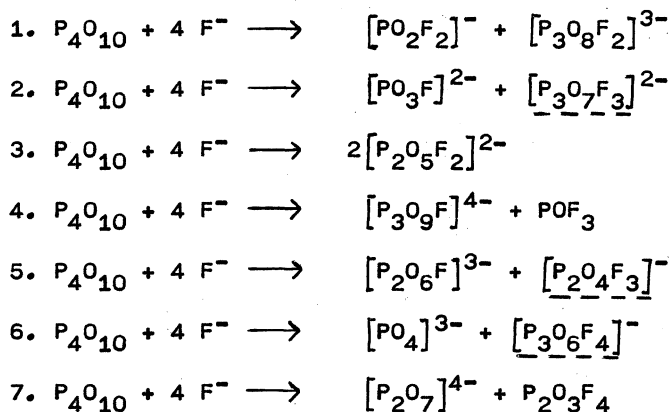 1. P₄O₁₀ + 4 F⁻ ⟶ [PO₂F₂]⁻ + [P₃O₈F₂]³⁻
2. P₄O₁₀ + 4 F⁻ ⟶ [PO₃F]²⁻ + [P₃O₇F₃]²⁻
3. P₄O₁₀ + 4 F⁻ ⟶ 2[P₂O₅F₂]²⁻
4. P₄O₁₀ + 4 F⁻ ⟶ [P₃O₉F]⁴⁻ + POF₃
5. P₄O₁₀ + 4 F⁻ ⟶ [P₂O₆F]³⁻ + [P₂O₄F₃]⁻
6. P₄O₁₀ + 4 F⁻ ⟶ [PO₄]³⁻ + [P₃O₆F₄]⁻
7. P₄O₁₀ + 4 F⁻ ⟶ [P₂O₇]⁴⁻ + P₂O₃F₄